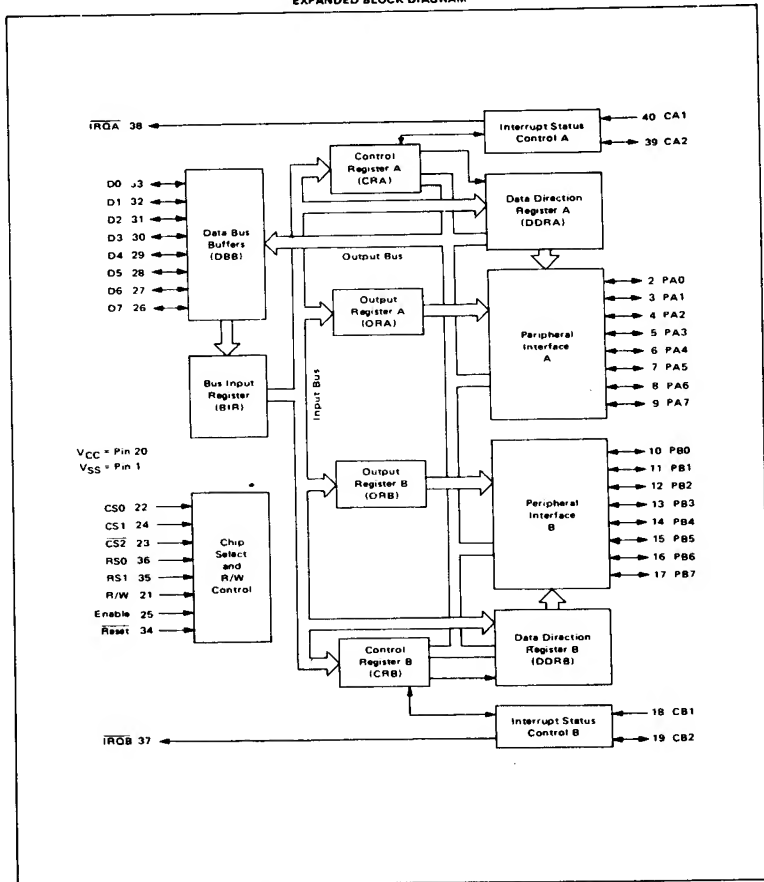 EXPANDED BLOCK DIAGRAM
IRQA 38
Interrupt Status
Control A
40 CA1
39 CA2
Control
Register A
(CRA)
D0 33
D1 32
D2 31
D3 30
D4 29
D5 28
D6 27
D7 26
Data Bus
Buffers
(DBB)
Data Direction
Register A
(DDRA)
Output Bus
Output
Register A
(ORA)
Peripheral
Interface
A
2 PA0
3 PA1
4 PA2
5 PA3
6 PA4
7 PA5
8 PA6
9 PA7
Bus Input
Register
(BIR)
Input Bus
VCC = Pin 20
VSS = Pin 1
Output
Register B
(ORB)
Peripheral
Interface
B
10 PB0
11 PB1
12 PB2
13 PB3
14 PB4
15 PB5
16 PB6
17 PB7
CS0 22
CS1 24
CS2 23
RS0 36
RS1 35
R/W 21
Enable 25
Reset 34
Chip
Select
and
R/W
Control
Control
Register B
(CRB)
Data Direction
Register B
(DDRB)
IRQB 37
Interrupt Status
Control B
18 CB1
19 CB2